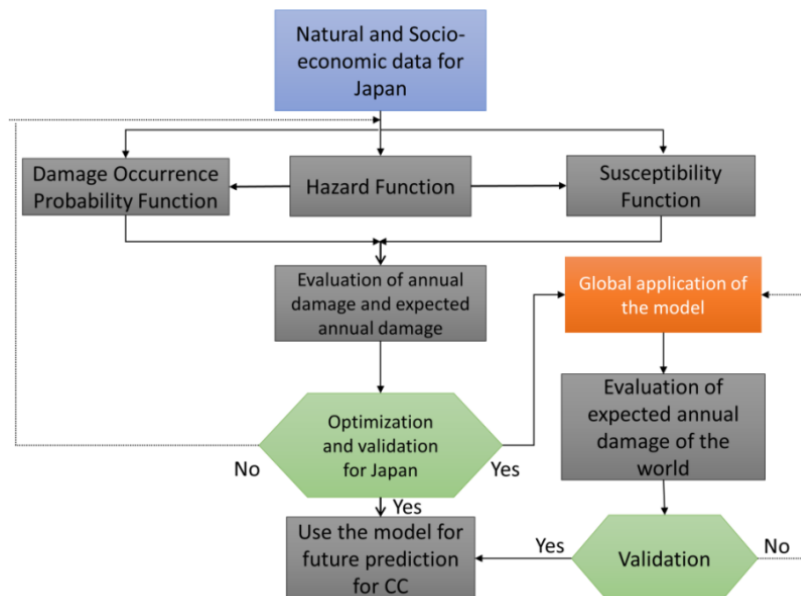 Natural and Socio-
economic data for
Japan
Damage Occurrence
Probability Function
Hazard Function
Susceptibility
Function
Evaluation of annual
damage and expected
annual damage
Global application of
the model
Optimization
and validation
for Japan
No
Yes
Yes
Evaluation of
expected annual
damage of the
world
Use the model for
future prediction
for CC
Yes
Validation
No